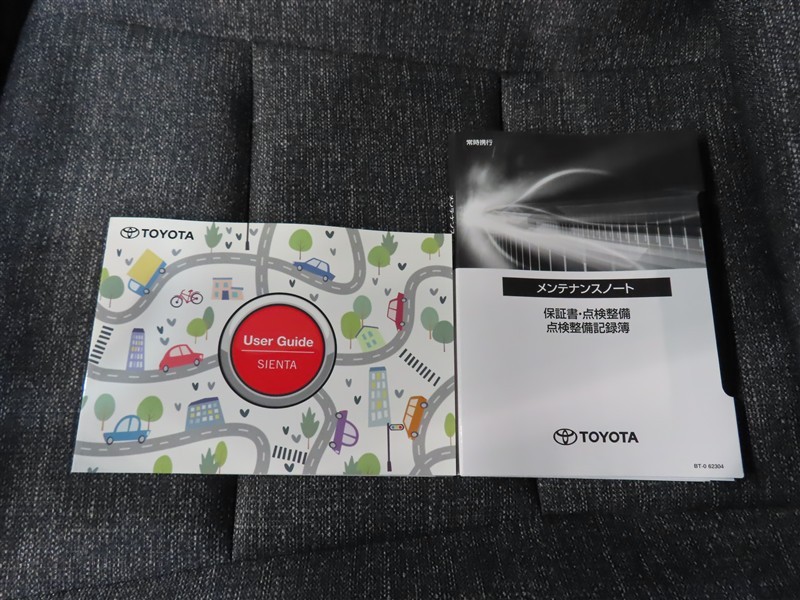 TOYOTA
User Guide
SIENTA
常時携行
メンテナンスノート
保証書・点検整備
点検整備記録簿
TOYOTA
BT-0 62304